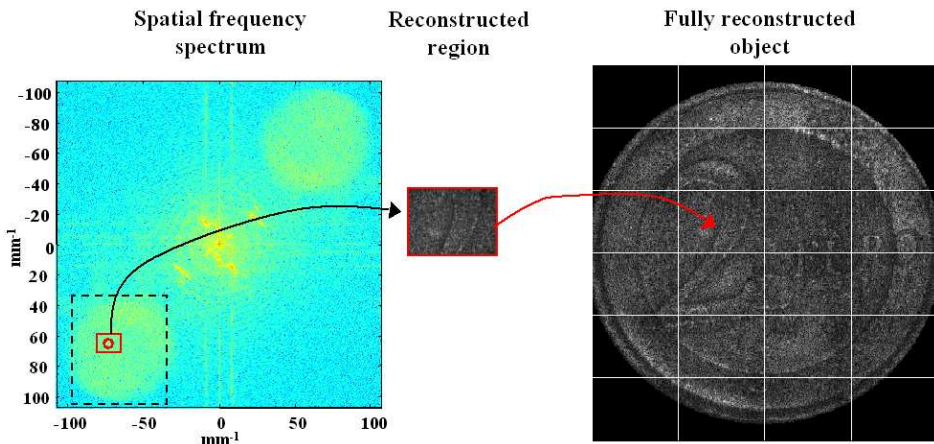 Spatial frequency
spectrum
Reconstructed
region
Fully reconstructed
object
-100
-80
-60
-40
-20
0
20
40
60
80
100
mm-1
-100
-50
0
50
100
mm-1